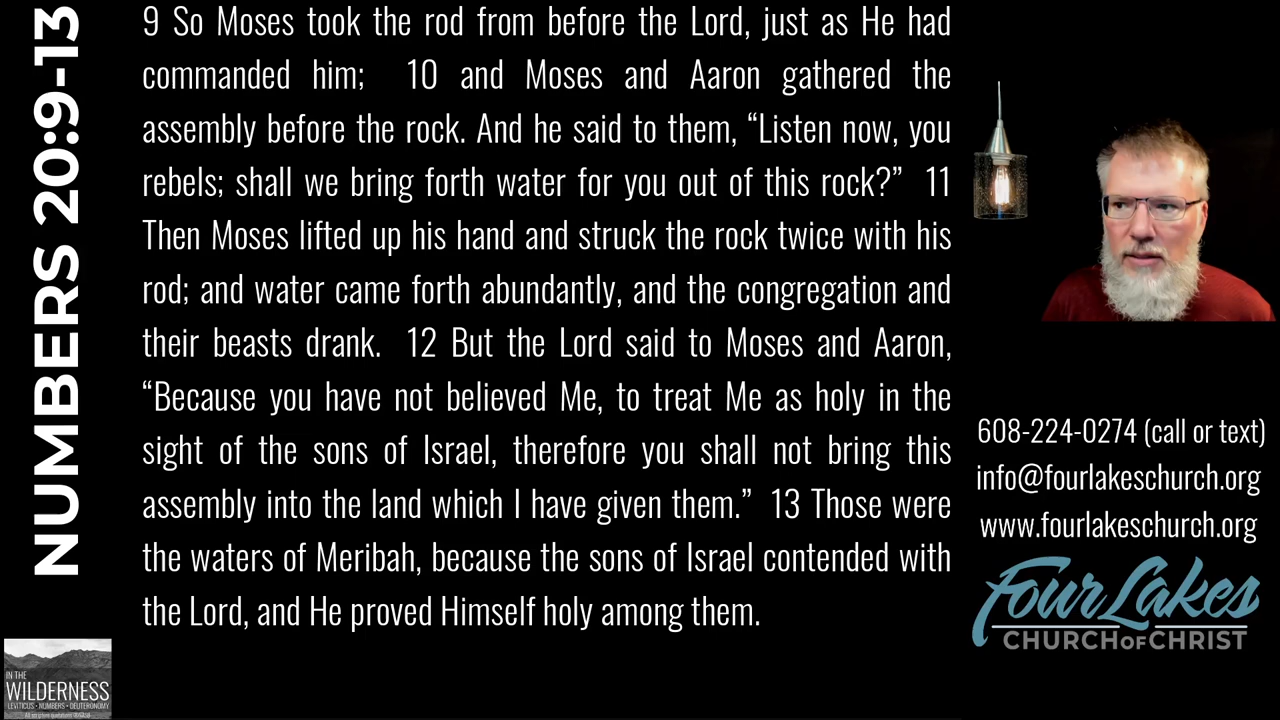 NUMBERS 20:9-13
9 So Moses took the rod from before the Lord, just as He had
commanded him; 10 and Moses and Aaron gathered the
assembly before the rock. And he said to them, “Listen now, you
rebels; shall we bring forth water for you out of this rock?” 11
Then Moses lifted up his hand and struck the rock twice with his
rod; and water came forth abundantly, and the congregation and
their beasts drank. 12 But the Lord said to Moses and Aaron,
“Because you have not believed Me, to treat Me as holy in the
sight of the sons of Israel, therefore you shall not bring this
assembly into the land which I have given them.” 13 Those were
the waters of Meribah, because the sons of Israel contended with
the Lord, and He proved Himself holy among them.
608-224-0274 (call or text)
info@fourlakeschurch.org
www.fourlakeschurch.org
Four Lakes
CHURCH OF CHRIST
IN THE
WILDERNESS
LEVITICUS • NUMBERS • DEUTERONOMY